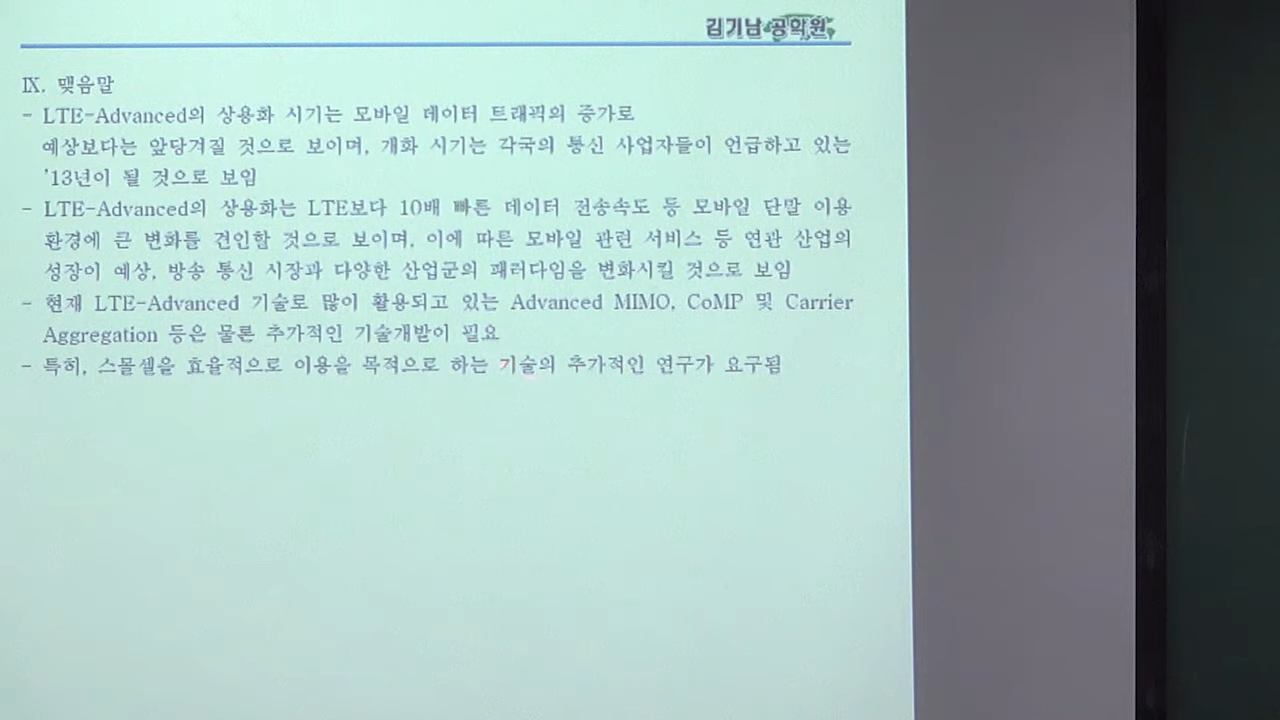 김기남 공학원
Ⅸ. 맺음말
- LTE-Advanced의 상용화 시기는 모바일 데이터 트래픽의 증가로
예상보다는 앞당겨질 것으로 보이며, 개화 시기는 각국의 통신 사업자들이 언급하고 있는
'13년이 될 것으로 보임
- LTE-Advanced의 상용화는 LTE보다 10배 빠른 데이터 전송속도 등 모바일 단말 이용
환경에 큰 변화를 견인할 것으로 보이며, 이에 따른 모바일 관련 서비스 등 연관 산업의
성장이 예상, 방송 통신 시장과 다양한 산업군의 패러다임을 변화시킬 것으로 보임
- 현재 LTE-Advanced 기술로 많이 활용되고 있는 Advanced MIMO, CoMP 및 Carrier
Aggregation 등은 물론 추가적인 기술개발이 필요
- 특히, 스몰셀을 효율적으로 이용을 목적으로 하는 기술의 추가적인 연구가 요구됨